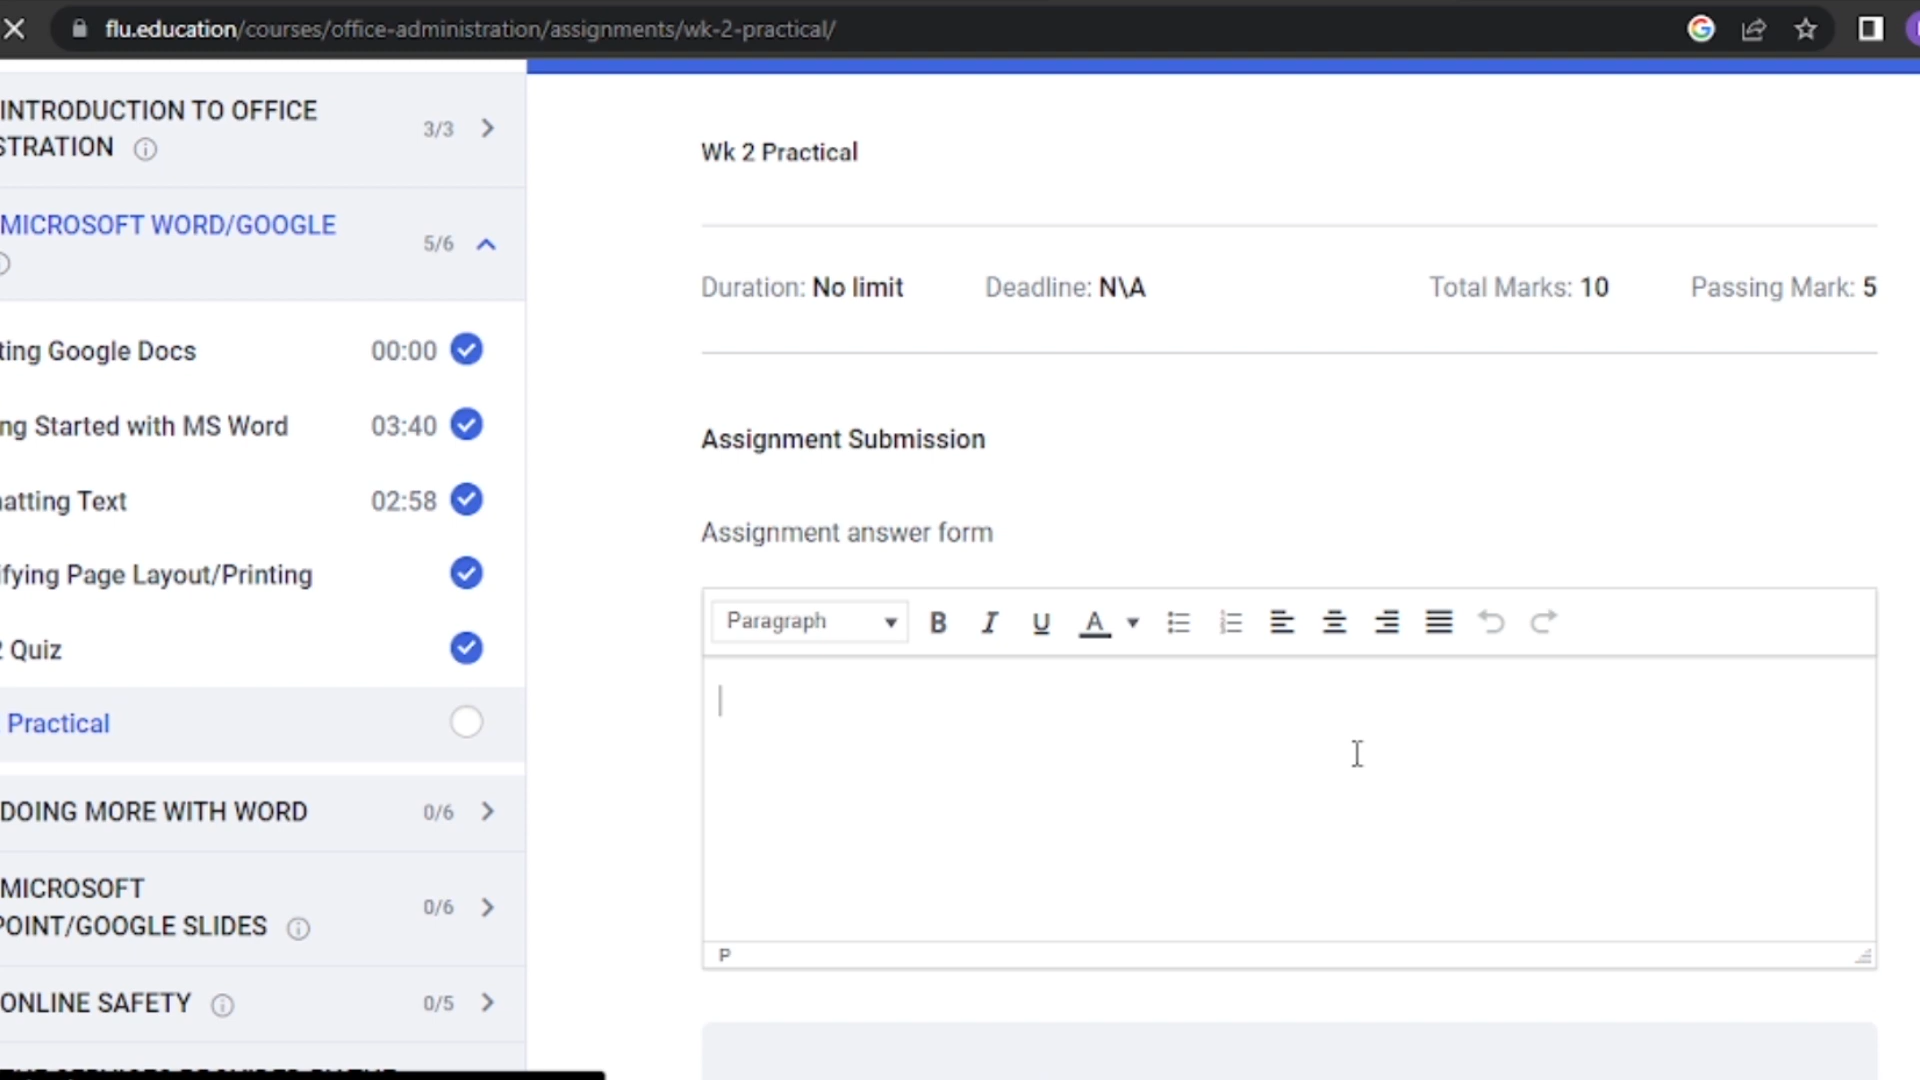 flu.education/courses/office-administration/assignments/wk-2-practical/
INTRODUCTION TO OFFICE
STRATION
3/3
MICROSOFT WORD/GOOGLE
5/6
ting Google Docs 00:00
ng Started with MS Word 03:40
atting Text 02:58
ifying Page Layout/Printing
2 Quiz
Practical
DOING MORE WITH WORD 0/6
MICROSOFT
POINT/GOOGLE SLIDES
0/6
ONLINE SAFETY 0/5
Wk 2 Practical
Duration: No limit Deadline: N\A Total Marks: 10 Passing Mark: 5
Assignment Submission
Assignment answer form
Paragraph B I U A
P